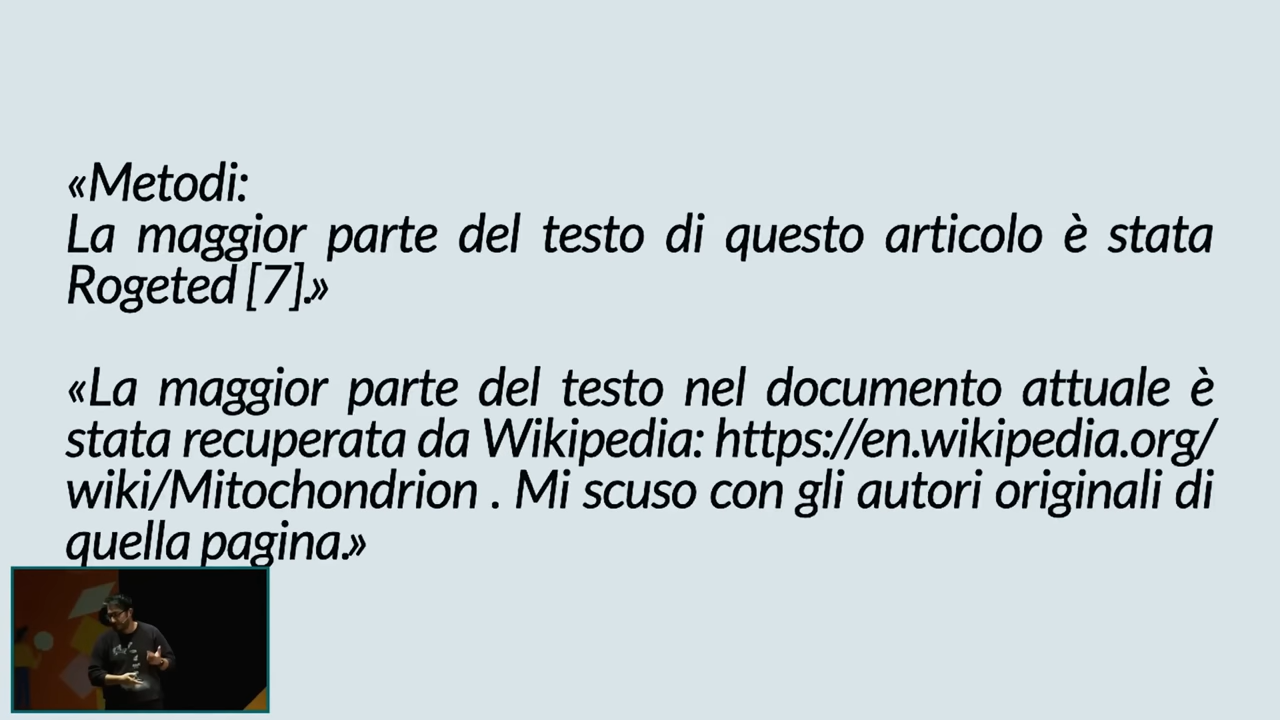 «Metodi:
La maggior parte del testo di questo articolo è stata
Rogeted [7].»
«La maggior parte del testo nel documento attuale è
stata recuperata da Wikipedia: https://en.wikipedia.org/
wiki/Mitochondrion . Mi scuso con gli autori originali di
quella pagina.»